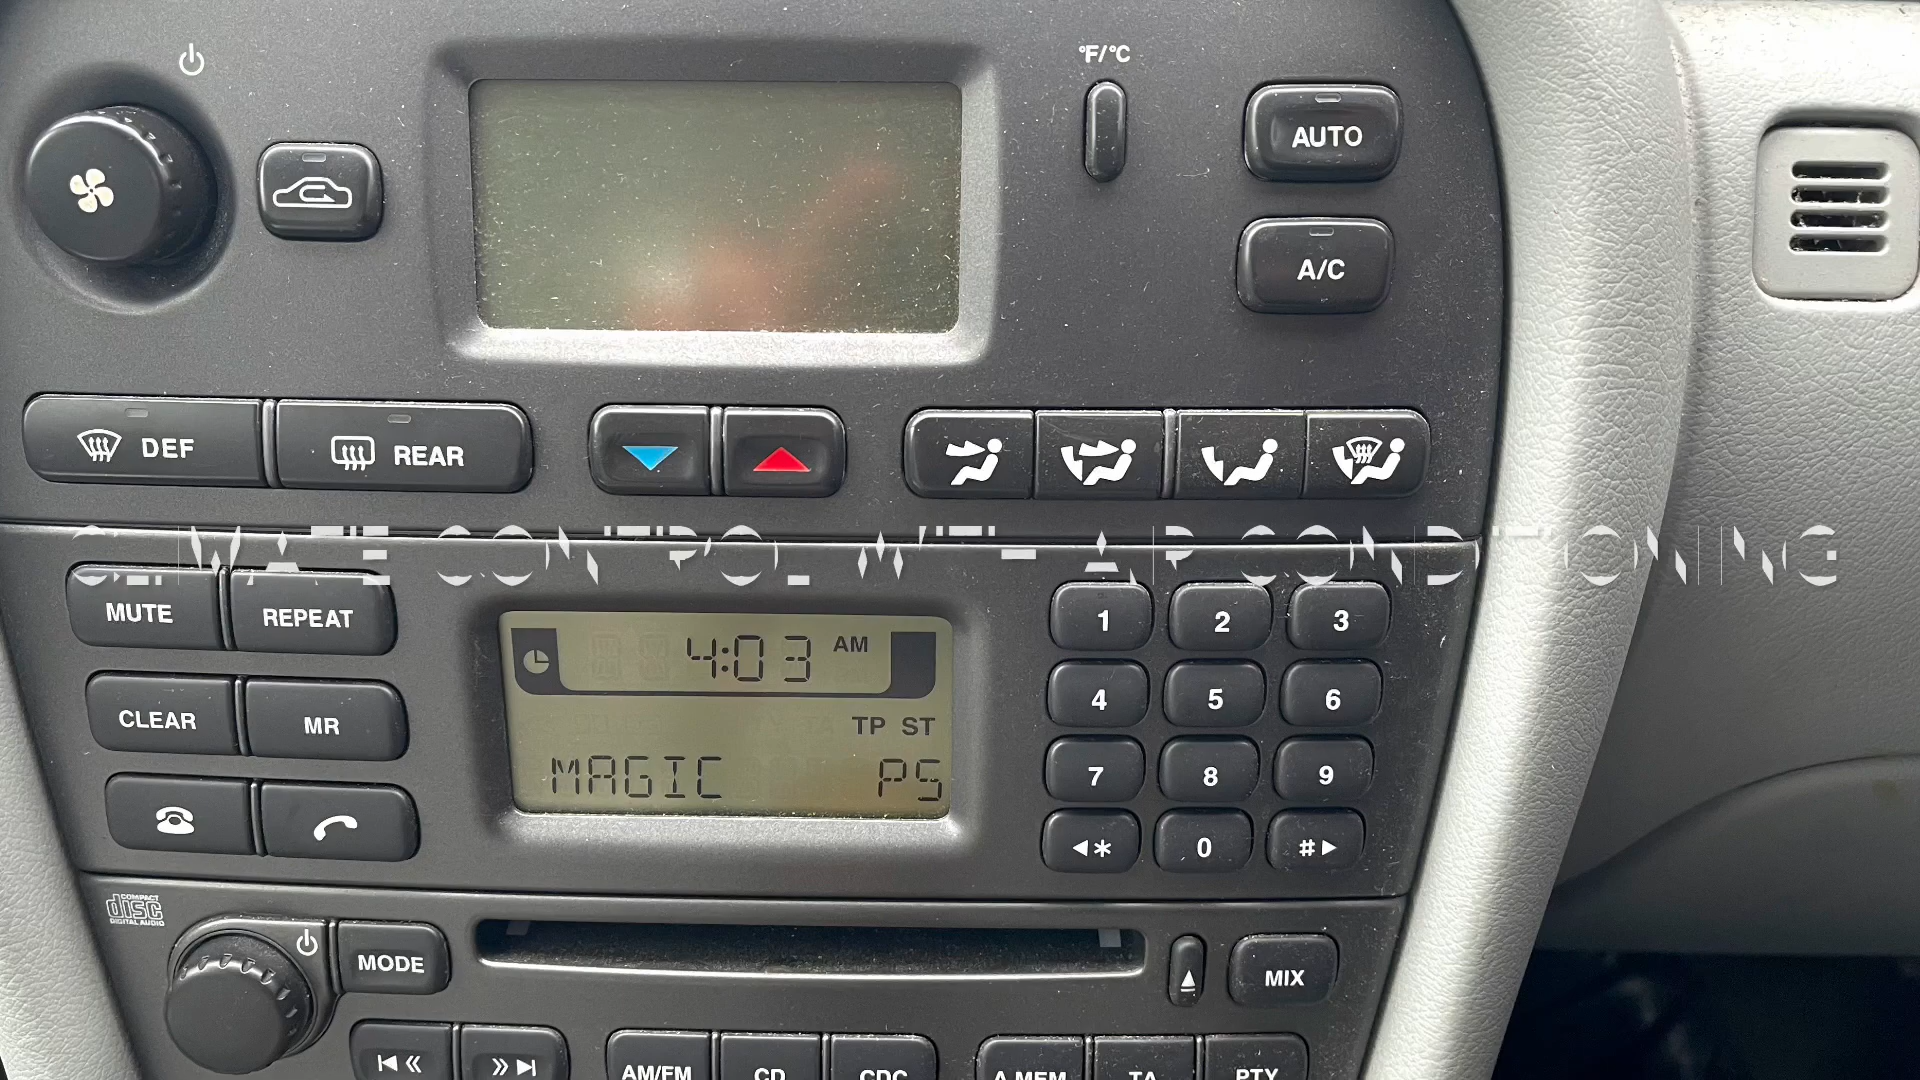 °F/°C
AUTO
A/C
DEF REAR
CLIMATE CONTROL WITH AIR CONDITIONING
MUTE REPEAT
CLEAR MR
4:03 AM
TP ST
MAGIC PS
1 2 3
4 5 6
7 8 9
* 0 #
COMPACT
disc
DIGITAL AUDIO
MODE
MIX
AM/FM CD CDC A.MEM TA PTY